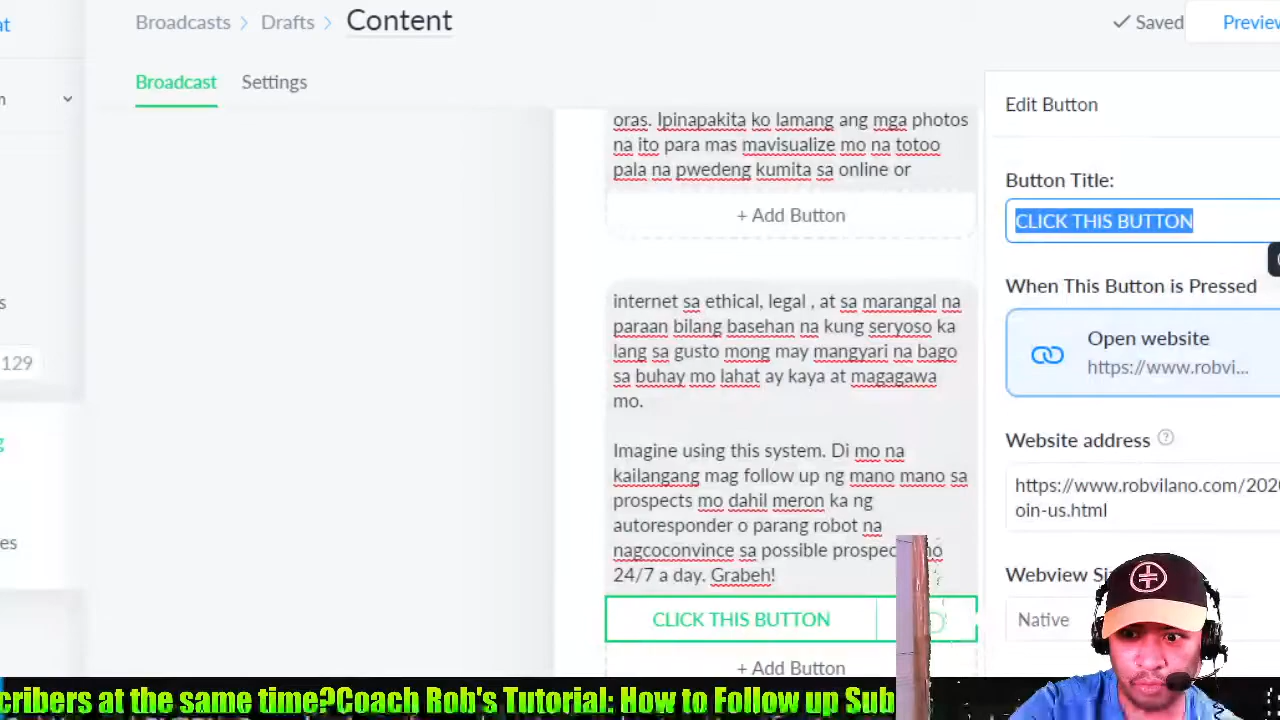 at
Broadcasts > Drafts > Content
Saved
Preview
Broadcast Settings
Edit Button
oras. Ipinapakita ko lamang ang mga photos
na ito para mas mavisualize mo na totoo
pala na pwedeng kumita sa online or
+ Add Button
Button Title:
CLICK THIS BUTTON
When This Button is Pressed
Open website
https://www.robvi...
129
internet sa ethical, legal , at sa marangal na
paraan bilang basehan na kung seryoso ka
lang sa gusto mong may mangyari na bago
sa buhay mo lahat ay kaya at magagawa
mo.
Website address
https://www.robvilano.com/202
oin-us.html
Imagine using this system. Di mo na
kailangang mag follow up ng mano mano sa
prospects mo dahil meron ka ng
autoresponder o parang robot na
nagcoconvince sa possible prospec
24/7 a day. Grabeh!
Webview Si
Native
CLICK THIS BUTTON
+ Add Button
cribers at the same time?Coach Rob's Tutorial: How to Follow up Sub